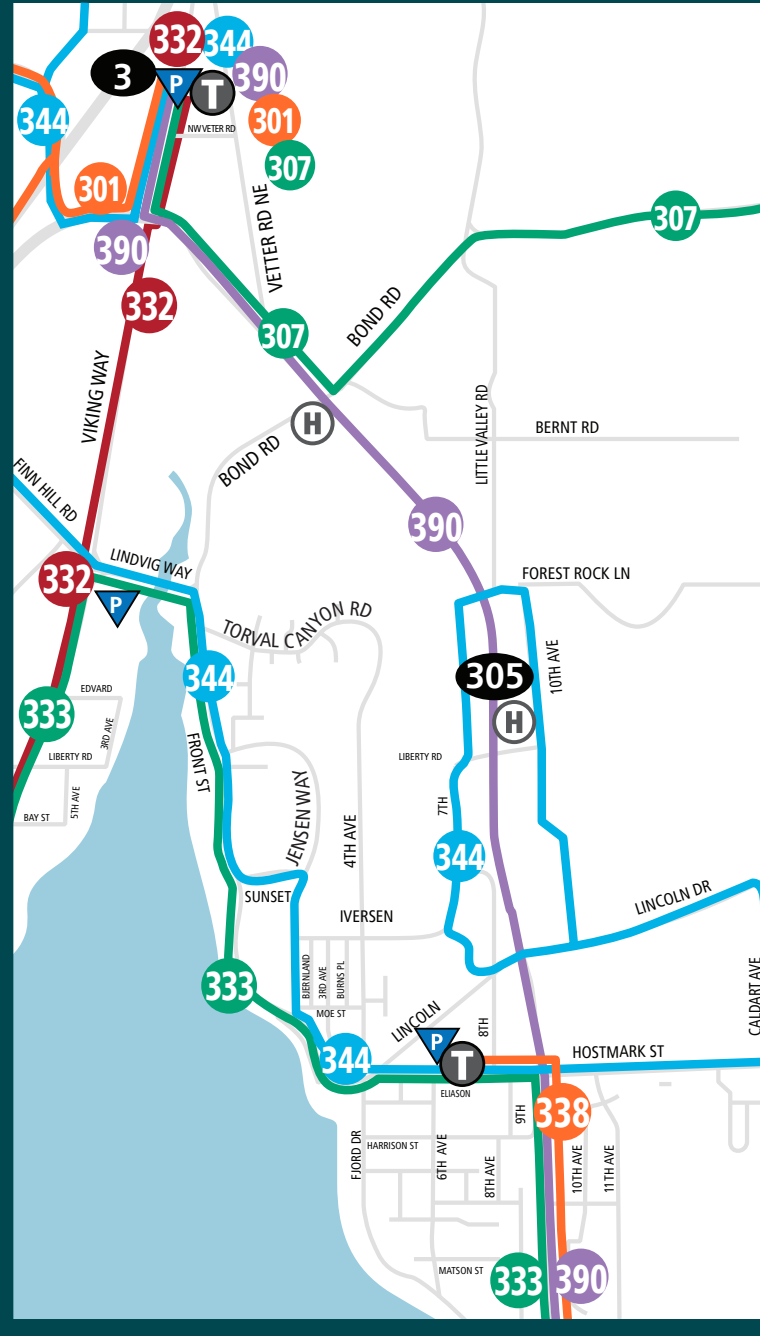 332
344
3
P
T
390
344
301
NW VETER RD
307
301
307
390
VETTER RD NE
332
307
BOND RD
VIKING WAY
LITTLE VALLEY RD
H
BERNT RD
BOND RD
FINN HILL RD
390
LINDVIG WAY
FOREST ROCK LN
332
P
TORVAL CANYON RD
344
305
10TH AVE
EDVARD
333
3RD AVE
H
LIBERTY RD
LIBERTY RD
FRONT ST
5TH AVE
7TH
BAY ST
JENSEN WAY
4TH AVE
344
SUNSET
LINCOLN DR
IVERSEN
BJERNLAND
3RD AVE
BURNS PL
333
CALDART AVE
MOE ST
LINCOLN
8TH
P
T
344
HOSTMARK ST
ELIASON
9TH
338
FJORD DR
HARRISON ST
6TH AVE
8TH AVE
10TH AVE
11TH AVE
MATSON ST
333
390